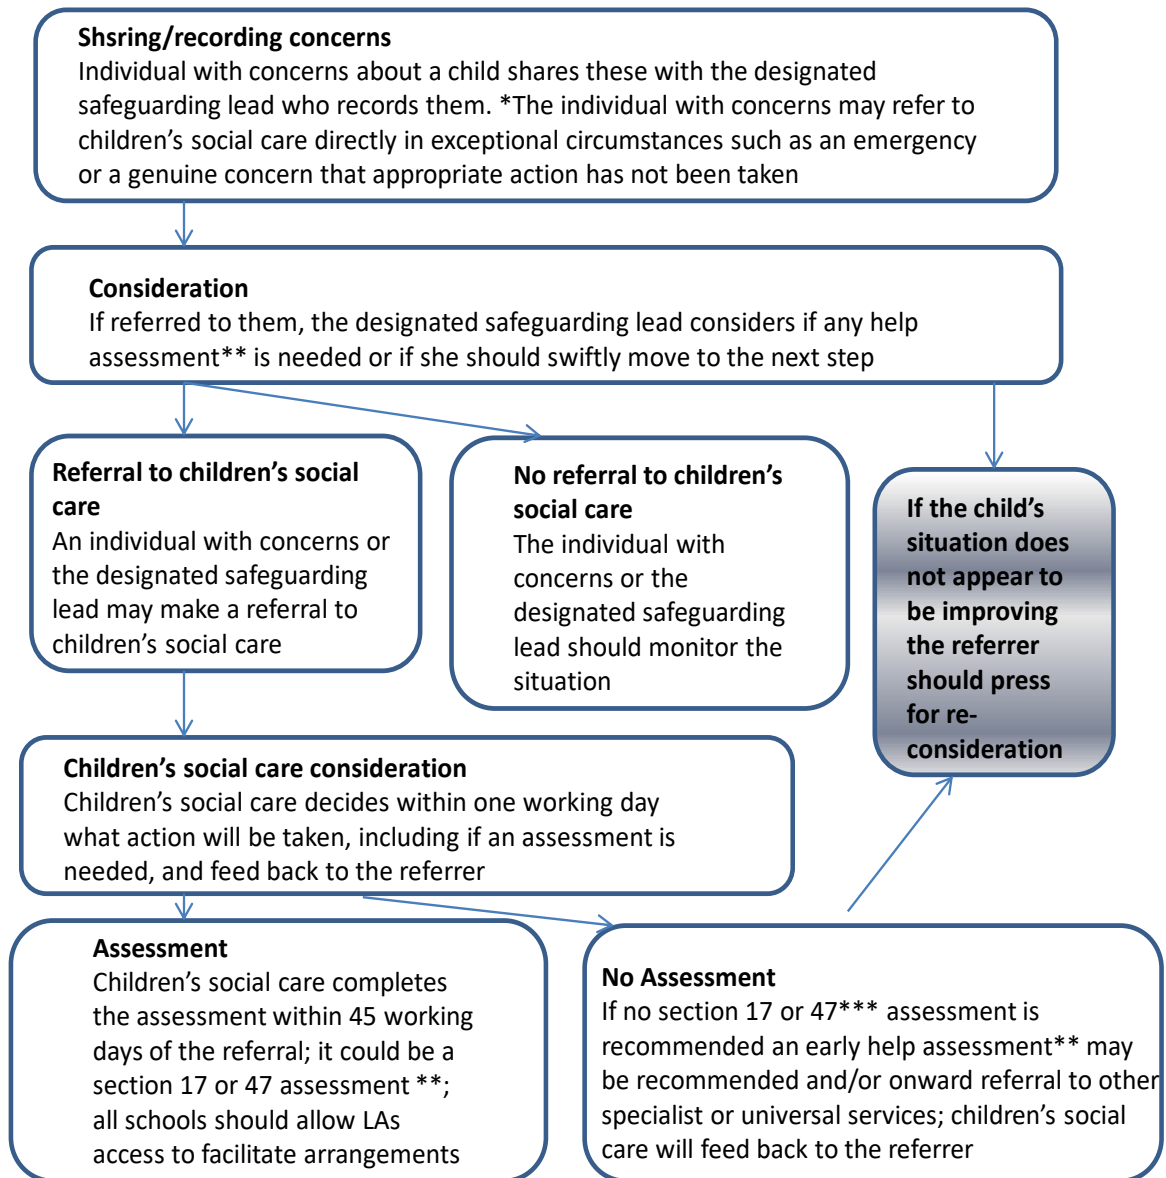 Shsring/recording concerns
Individual with concerns about a child shares these with the designated
safeguarding lead who records them. *The individual with concerns may refer to
children’s social care directly in exceptional circumstances such as an emergency
or a genuine concern that appropriate action has not been taken
Consideration
If referred to them, the designated safeguarding lead considers if any help
assessment** is needed or if she should swiftly move to the next step
Referral to children’s social
care
An individual with concerns or
the designated safeguarding
lead may make a referral to
children’s social care
No referral to children’s
social care
The individual with
concerns or the
designated safeguarding
lead should monitor the
situation
If the child’s
situation does
not appear to
be improving
the referrer
should press
for re-
consideration
Children’s social care consideration
Children’s social care decides within one working day
what action will be taken, including if an assessment is
needed, and feed back to the referrer
Assessment
Children’s social care completes
the assessment within 45 working
days of the referral; it could be a
section 17 or 47 assessment **;
all schools should allow LAs
access to facilitate arrangements
No Assessment
If no section 17 or 47*** assessment is
recommended an early help assessment** may
be recommended and/or onward referral to other
specialist or universal services; children’s social
care will feed back to the referrer